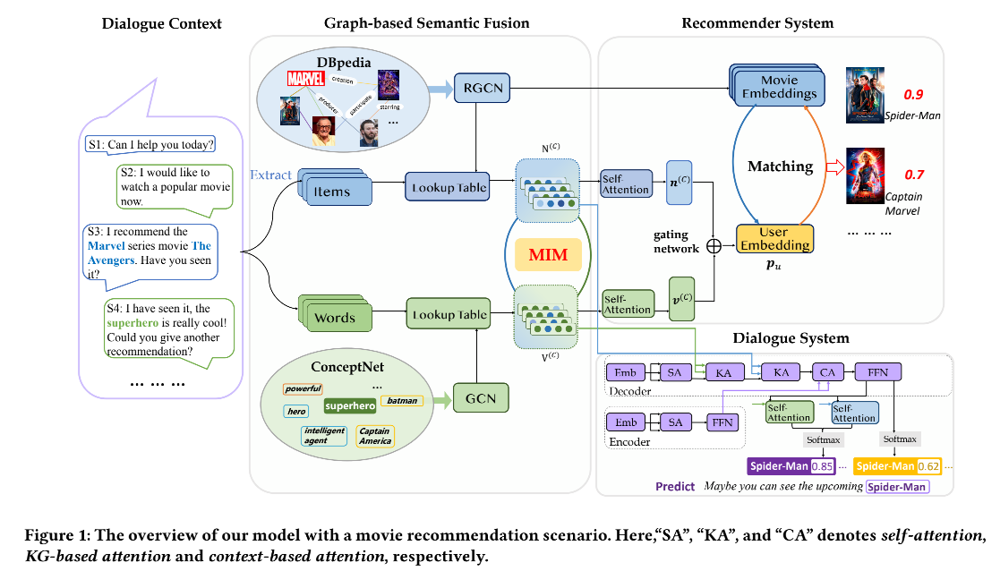 Dialogue Context
Graph-based Semantic Fusion
Recommender System
S1: Can I help you today?
S2: I would like to
watch a popular movie
now.
S3: I recommend the
Marvel series movie The
Avengers. Have you seen
it?
S4: I have seen it, the
superhero is really cool!
Could you give another
recommendation?
... ... ...
DBpedia
MARVEL
creation
producer
participate
starring
...
RGCN
Extract
Items
Lookup Table
N(C)
MIM
Words
Lookup Table
V(C)
ConceptNet
powerful
...
hero
superhero
batman
intelligent
agent
Captain
America
GCN
Self-
Attention
n(C)
gating
network
Self-
Attention
v(C)
Movie
Embeddings
Matching
User
Embedding
pu
0.9
Spider-Man
0.7
Captain
Marvel
... ... ...
Dialogue System
Emb
SA
KA
KA
CA
FFN
Decoder
Emb
SA
FFN
Encoder
Self-
Attention
Self-
Attention
Softmax
Softmax
Spider-Man 0.85 ...
Spider-Man 0.62 ...
Predict Maybe you can see the upcoming Spider-Man
Figure 1: The overview of our model with a movie recommendation scenario. Here,“SA”, “KA”, and “CA” denotes self-attention,
KG-based attention and context-based attention, respectively.